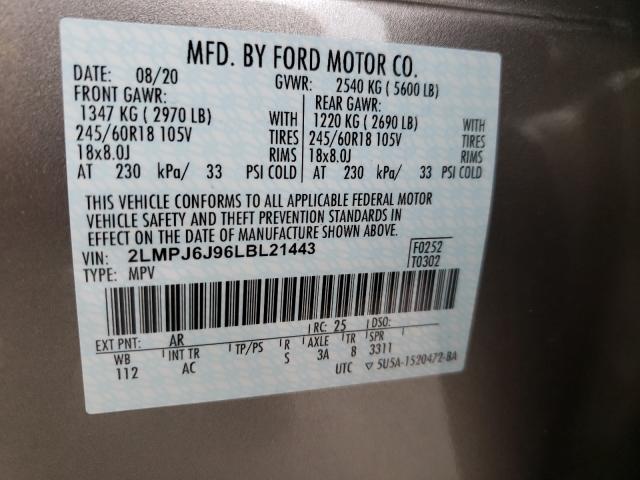 MFD. BY FORD MOTOR CO.
DATE: 08/20 GVWR: 2540 KG ( 5600 LB)
FRONT GAWR: REAR GAWR:
1347 KG ( 2970 LB) WITH 1220 KG ( 2690 LB) WITH
245/60R18 105V TIRES 245/60R18 105V TIRES
18x8.0J RIMS 18x8.0J RIMS
AT 230 kPa/ 33 PSI COLD AT 230 kPa/ 33 PSI COLD
THIS VEHICLE CONFORMS TO ALL APPLICABLE FEDERAL MOTOR
VEHICLE SAFETY AND THEFT PREVENTION STANDARDS IN
EFFECT ON THE DATE OF MANUFACTURE SHOWN ABOVE.
VIN: 2LMPJ6J96LBL21443 F0252
TYPE: MPV T0302
EXT PNT: AR RC: 25 DSO:
WB INT TR TP/PS R AXLE TR SPR
112 AC S 3A 8 3311
UTC ▽ 5U5A-1520472-BA